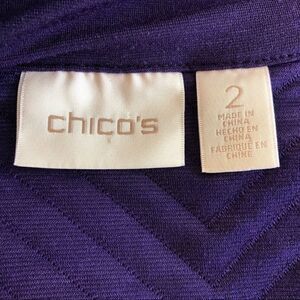 chico's
2
MADE IN
CHINA
HECHO EN
CHINA
FABRIQUÉ EN
CHINE